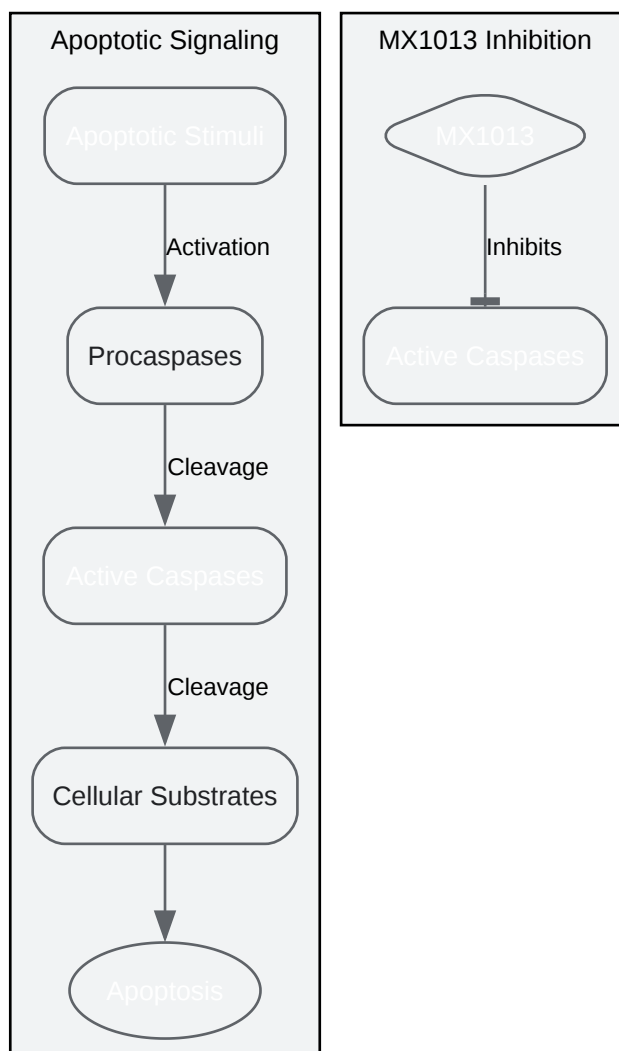 Apoptotic Signaling
Apoptotic Stimuli
Activation
Procaspases
Cleavage
Active Caspases
Cleavage
Cellular Substrates
Apoptosis
MX1013 Inhibition
MX1013
Inhibits
Active Caspases